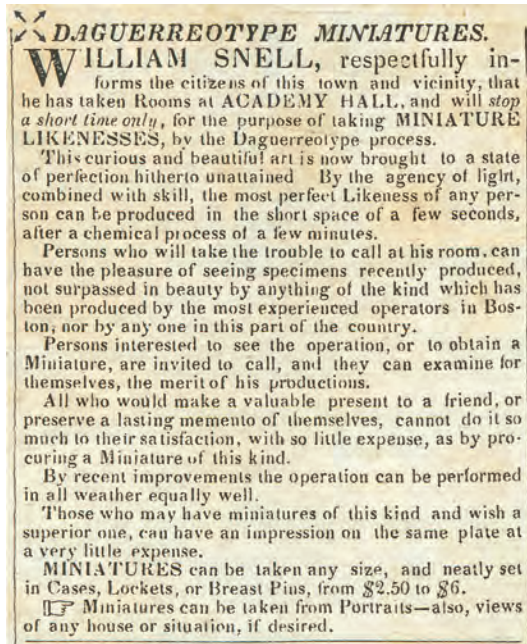 DAGUERREOTYPE MINIATURES.
WILLIAM SNELL, respectfully in-
forms the citizens of this town and vicinity, that
he has taken Rooms at ACADEMY HALL, and will stop
a short time only, for the purpose of taking MINIATURE
LIKENESSES, by the Daguerreotype process.
This curious and beautiful art is now brought to a state
of perfection hitherto unattained By the agency of light,
combined with skill, the most perfect Likeness of any per-
son can be produced in the short space of a few seconds,
after a chemical process of a few minutes.
Persons who will take the trouble to call at his room, can
have the pleasure of seeing specimens recently produced,
not surpassed in beauty by anything of the kind which has
been produced by the most experienced operators in Bos-
ton, nor by any one in this part of the country.
Persons interested to see the operation, or to obtain a
Miniature, are invited to call, and they can examine for
themselves, the merit of his productions.
All who would make a valuable present to a friend, or
preserve a lasting memento of themselves, cannot do it so
much to their satisfaction, with so little expense, as by pro-
curing a Miniature of this kind.
By recent improvements the operation can be performed
in all weather equally well.
Those who may have miniatures of this kind and wish a
superior one, can have an impression on the same plate at
a very little expense.
MINIATURES can be taken any size, and neatly set
in Cases, Lockets, or Breast Pins, from $2.50 to $6.
☞ Miniatures can be taken from Portraits—also, views
of any house or situation, if desired.